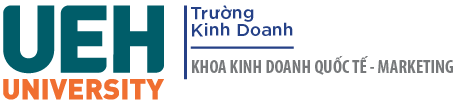 UEH
UNIVERSITY
Trường
Kinh Doanh
KHOA KINH DOANH QUỐC TẾ - MARKETING